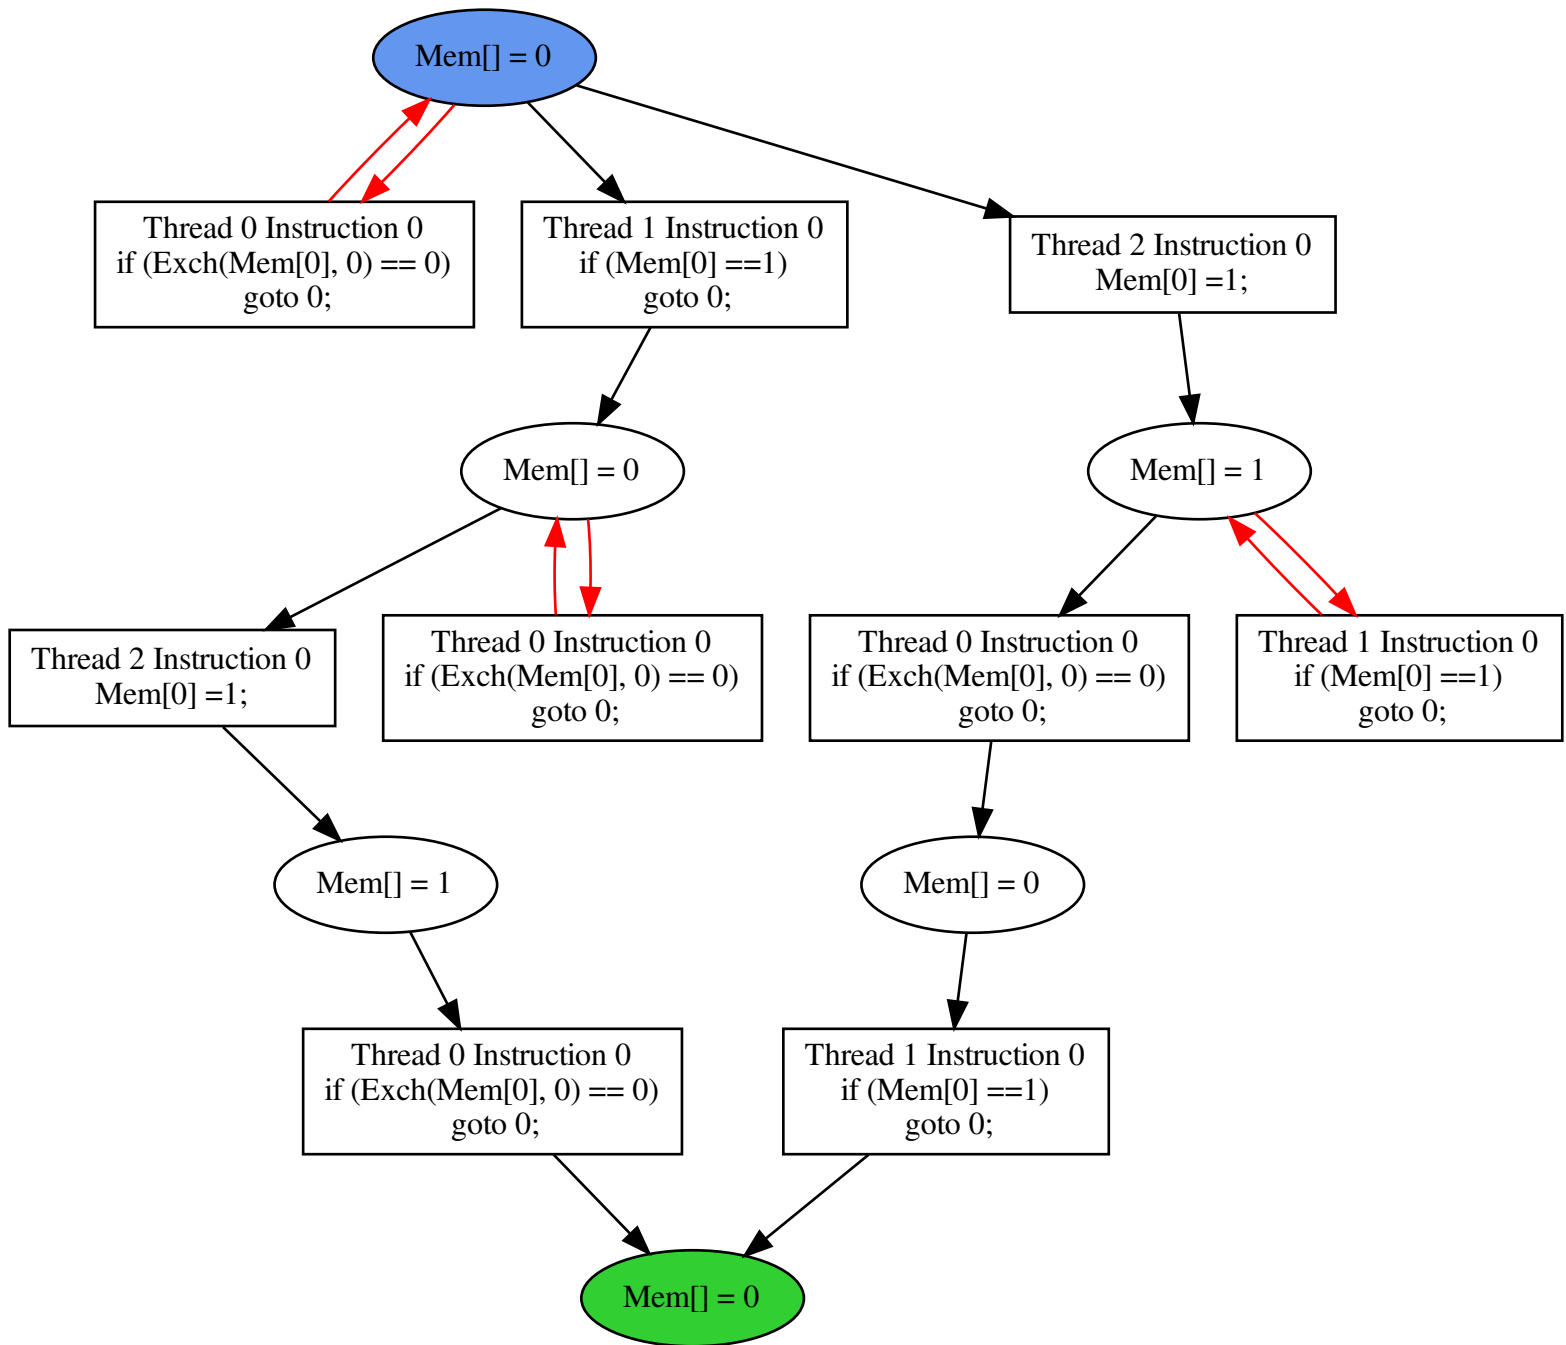 Mem[] = 0
Thread 0 Instruction 0
if (Exch(Mem[0], 0) == 0)
goto 0;
Thread 1 Instruction 0
if (Mem[0] ==1)
goto 0;
Thread 2 Instruction 0
Mem[0] =1;
Mem[] = 0
Mem[] = 1
Thread 2 Instruction 0
Mem[0] =1;
Thread 0 Instruction 0
if (Exch(Mem[0], 0) == 0)
goto 0;
Thread 0 Instruction 0
if (Exch(Mem[0], 0) == 0)
goto 0;
Thread 1 Instruction 0
if (Mem[0] ==1)
goto 0;
Mem[] = 1
Mem[] = 0
Thread 0 Instruction 0
if (Exch(Mem[0], 0) == 0)
goto 0;
Thread 1 Instruction 0
if (Mem[0] ==1)
goto 0;
Mem[] = 0